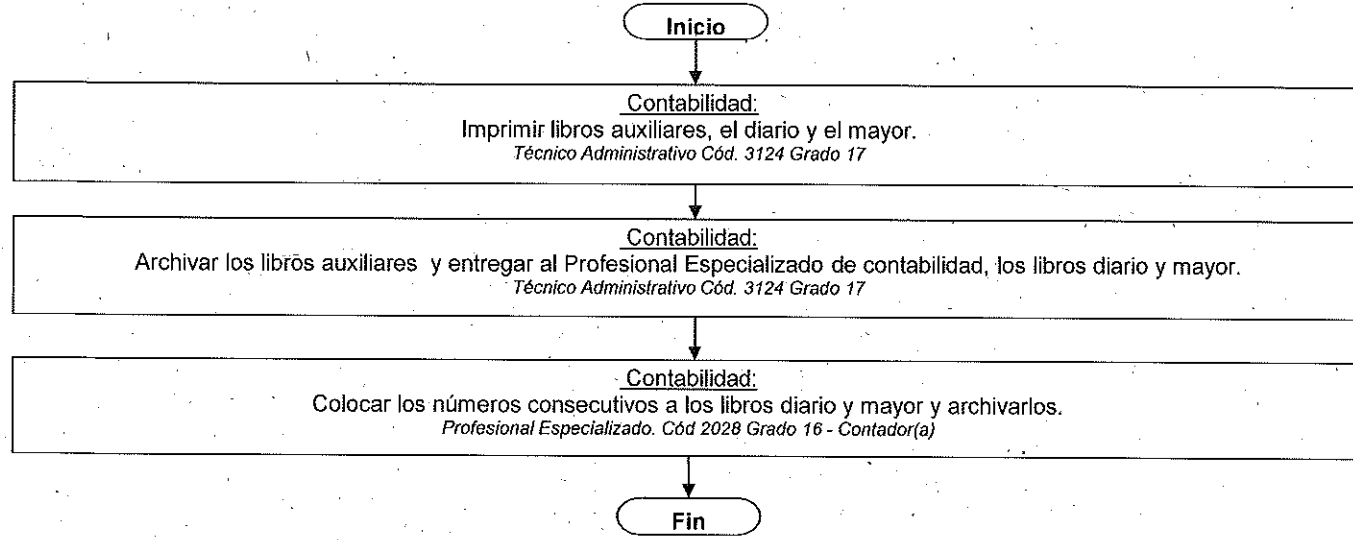 Inicio
Contabilidad:
Imprimir libros auxiliares, el diario y el mayor.
Técnico Administrativo Cód. 3124 Grado 17
Contabilidad:
Archivar los libros auxiliares y entregar al Profesional Especializado de contabilidad, los libros diario y mayor.
Técnico Administrativo Cód. 3124 Grado 17
Contabilidad:
Colocar los números consecutivos a los libros diario y mayor y archivarlos.
Profesional Especializado. Cód 2028 Grado 16 - Contador(a)
Fin